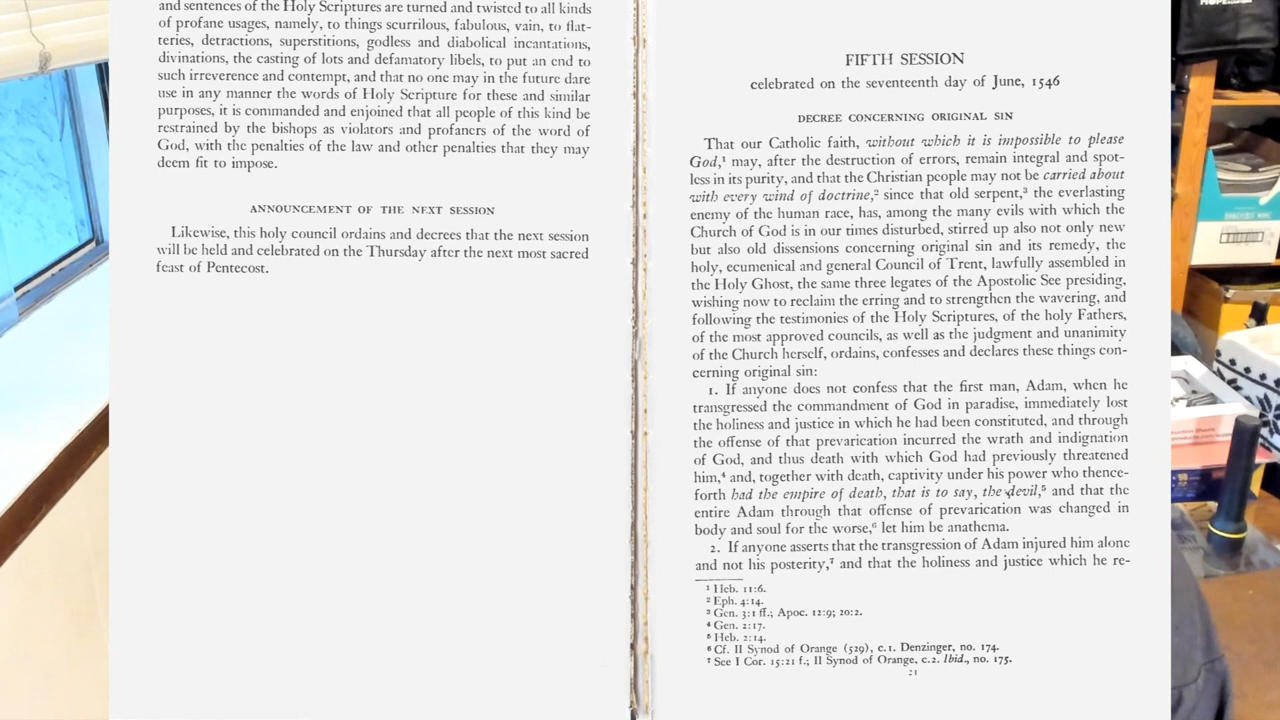 and sentences of the Holy Scriptures are turned and twisted to all kinds
of profane usages, namely, to things scurrilous, fabulous, vain, to flat-
teries, detractions, superstitions, godless and diabolical incantations,
divinations, the casting of lots and defamatory libels, to put an end to
such irreverence and contempt, and that no one may in the future dare
use in any manner the words of Holy Scripture for these and similar
purposes, it is commanded and enjoined that all people of this kind be
restrained by the bishops as violators and profaners of the word of
God, with the penalties of the law and other penalties that they may
deem fit to impose.
ANNOUNCEMENT OF THE NEXT SESSION
Likewise, this holy council ordains and decrees that the next session
will be held and celebrated on the Thursday after the next most sacred
feast of Pentecost.
FIFTH SESSION
celebrated on the seventeenth day of June, 1546
DECREE CONCERNING ORIGINAL SIN
That our Catholic faith, without which it is impossible to please
God,¹ may, after the destruction of errors, remain integral and spot-
less in its purity, and that the Christian people may not be carried about
with every wind of doctrine,² since that old serpent,³ the everlasting
enemy of the human race, has, among the many evils with which the
Church of God is in our times disturbed, stirred up also not only new
but also old dissensions concerning original sin and its remedy, the
holy, ecumenical and general Council of Trent, lawfully assembled in
the Holy Ghost, the same three legates of the Apostolic See presiding,
wishing now to reclaim the erring and to strengthen the wavering, and
following the testimonies of the Holy Scriptures, of the holy Fathers,
of the most approved councils, as well as the judgment and unanimity
of the Church herself, ordains, confesses and declares these things con-
cerning original sin:
1. If anyone does not confess that the first man, Adam, when he
transgressed the commandment of God in paradise, immediately lost
the holiness and justice in which he had been constituted, and through
the offense of that prevarication incurred the wrath and indignation
of God, and thus death with which God had previously threatened
him,⁴ and, together with death, captivity under his power who thence-
forth had the empire of death, that is to say, the devil,⁵ and that the
entire Adam through that offense of prevarication was changed in
body and soul for the worse,⁶ let him be anathema.
2. If anyone asserts that the transgression of Adam injured him alone
and not his posterity,⁷ and that the holiness and justice which he re-
¹ Heb. 11:6.
² Eph. 4:14.
³ Gen. 3:1 ff.; Apoc. 12:9; 20:2.
⁴ Gen. 2:17.
⁵ Heb. 2:14.
⁶ Cf. II Synod of Orange (529), c.1. Denzinger, no. 174.
⁷ See I Cor. 15:21 f.; II Synod of Orange, c.2. Ibid., no. 175.
21